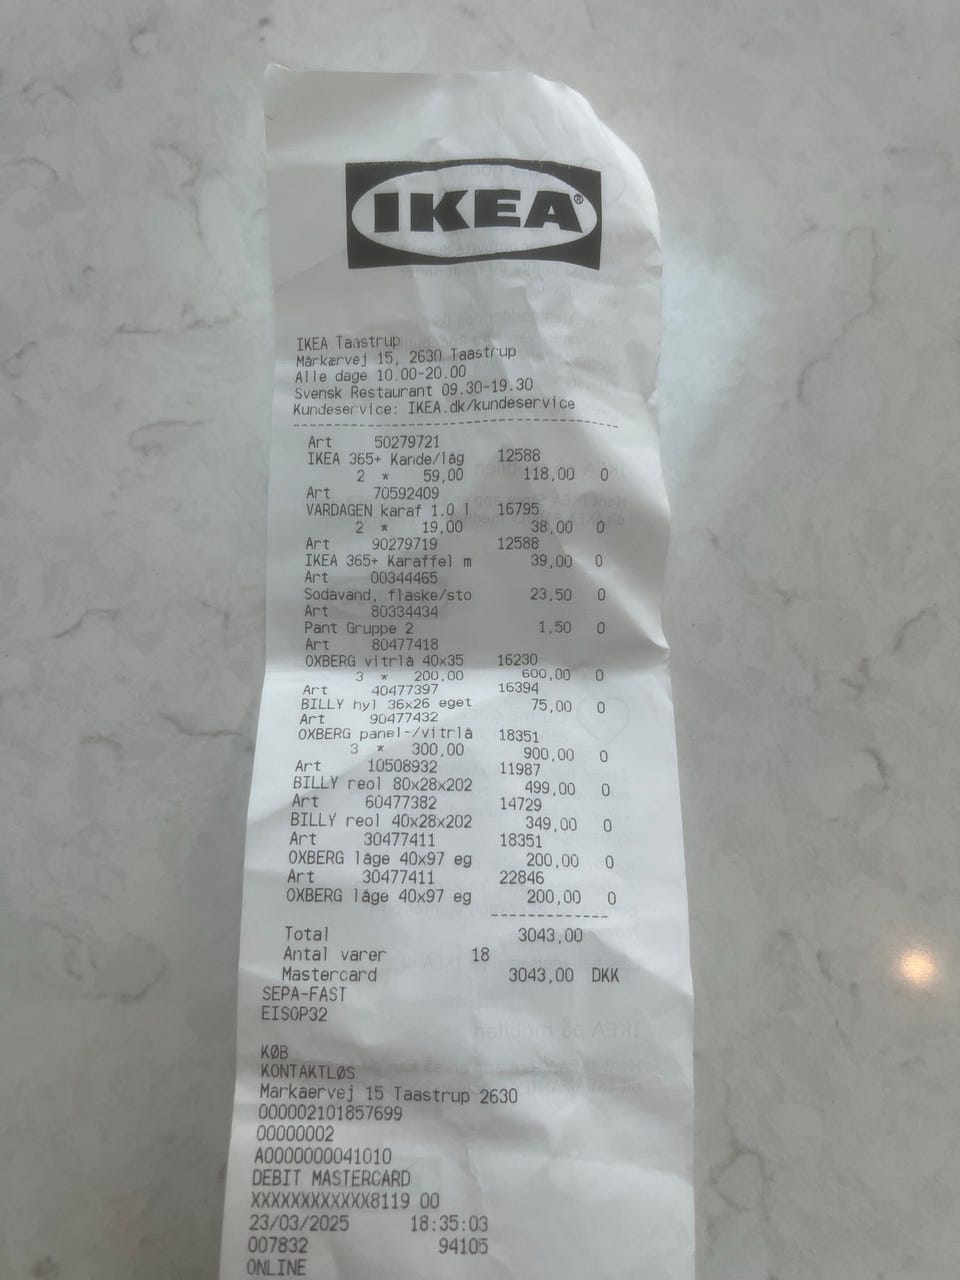 IKEA®
IKEA Taastrup
Markærvej 15, 2630 Taastrup
Alle dage 10.00-20.00
Svensk Restaurant 09.30-19.30
Kundeservice: IKEA.dk/kundeservice
Art 50279721
IKEA 365+ Kande/låg 12588
2 * 59,00 118,00 0
Art 70592409
VARDAGEN karaf 1.0 l 16795
2 * 19,00 38,00 0
Art 90279719 12588
IKEA 365+ Karaffel m 39,00 0
Art 00344465
Sodavand, flaske/sto 23,50 0
Art 80334434
Pant Gruppe 2 1,50 0
Art 80477418
OXBERG vitrlå 40x35 16230
3 * 200,00 600,00 0
Art 40477397 16394
BILLY hyl 36x26 eget 75,00 0
Art 90477432
OXBERG panel-/vitrlå 18351
3 * 300,00 900,00 0
Art 10508932 11987
BILLY reol 80x28x202 499,00 0
Art 60477382 14729
BILLY reol 40x28x202 349,00 0
Art 30477411 18351
OXBERG låge 40x97 eg 200,00 0
Art 30477411 22846
OXBERG låge 40x97 eg 200,00 0
Total 3043,00
Antal varer 18
Mastercard 3043,00 DKK
SEPA-FAST
EISOP32
KØB
KONTAKTLØS
Markaervej 15 Taastrup 2630
000002101857699
00000002
A0000000041010
DEBIT MASTERCARD
XXXXXXXXXXXX8119 00
23/03/2025 18:35:03
007832 94105
ONLINE